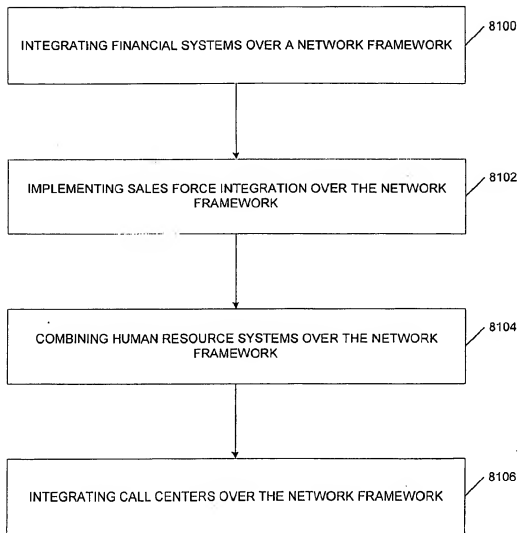 8100
INTEGRATING FINANCIAL SYSTEMS OVER A NETWORK FRAMEWORK
8102
IMPLEMENTING SALES FORCE INTEGRATION OVER THE NETWORK
FRAMEWORK
8104
COMBINING HUMAN RESOURCE SYSTEMS OVER THE NETWORK
FRAMEWORK
8106
INTEGRATING CALL CENTERS OVER THE NETWORK FRAMEWORK